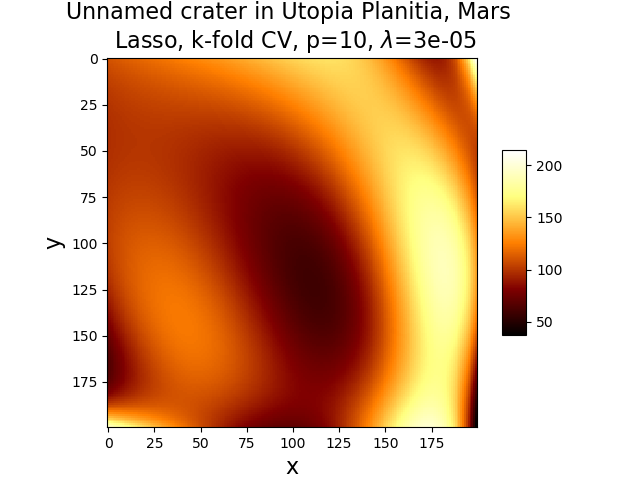 Unnamed crater in Utopia Planitia, Mars
Lasso, k-fold CV, p=10, λ=3e-05
0
25
50
75
100
125
150
175
y
0 25 50 75 100 125 150 175
x
200
150
100
50